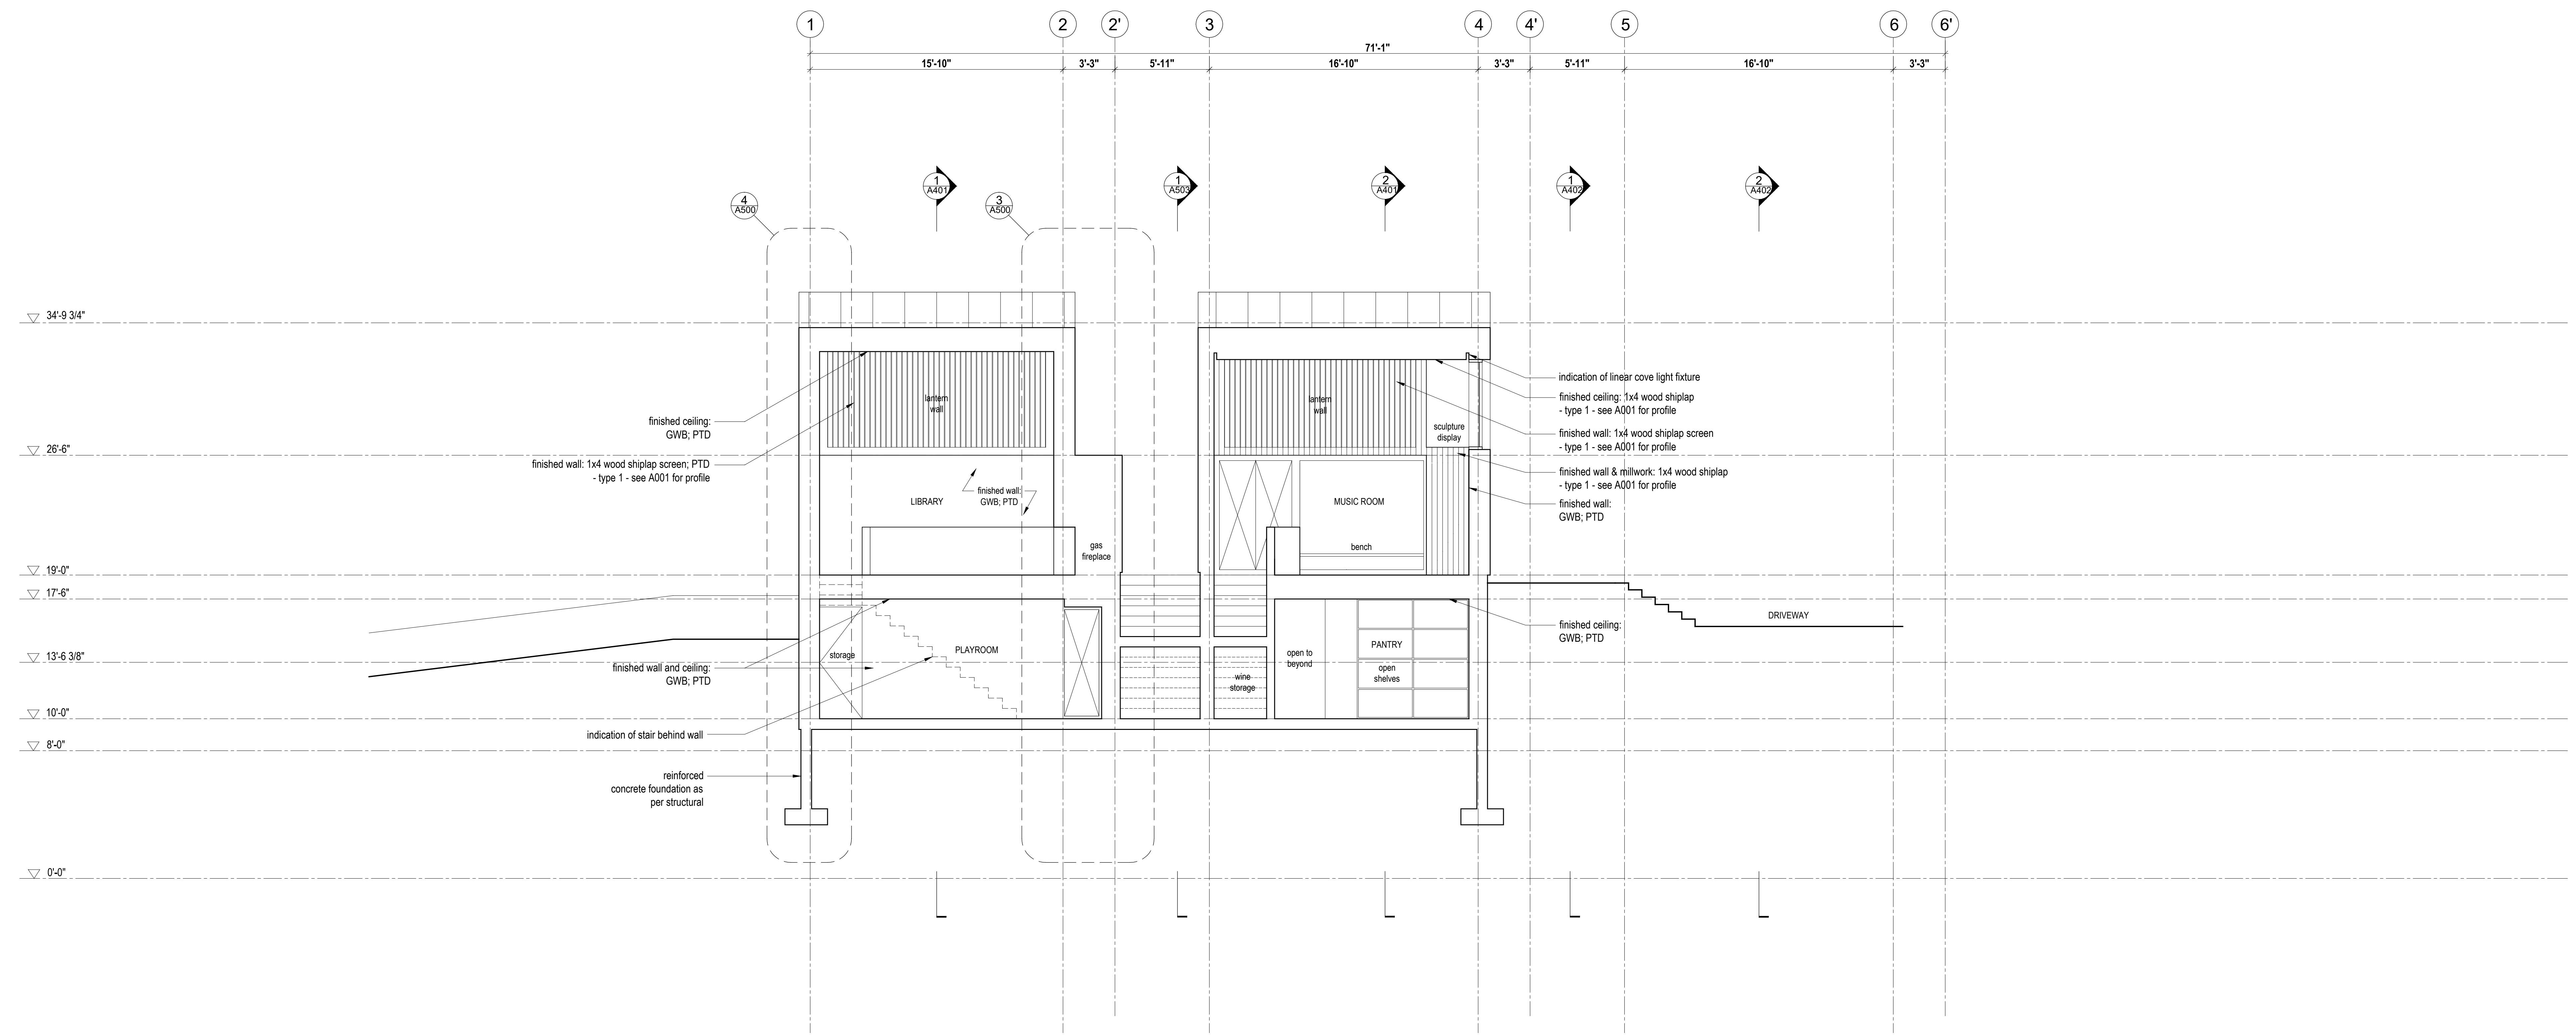 1 2 2' 3 4 4' 5 6 6'
71'-1"
15'-10" 3'-3" 5'-11" 16'-10" 3'-3" 5'-11" 16'-10" 3'-3"
1
A401
1
A503
2
A401
1
A402
2
A402
4
A500
3
A500
34'-9 3/4"
26'-6"
19'-0"
17'-6"
13'-6 3/8"
10'-0"
8'-0"
0'-0"
finished ceiling:
GWB; PTD
finished wall: 1x4 wood shiplap screen; PTD
- type 1 - see A001 for profile
finished wall and ceiling:
GWB; PTD
indication of stair behind wall
reinforced
concrete foundation as
per structural
lantern
wall
LIBRARY
finished wall:
GWB; PTD
gas
fireplace
storage
PLAYROOM
lantern
wall
sculpture
display
MUSIC ROOM
bench
wine
storage
open to
beyond
PANTRY
open
shelves
indication of linear cove light fixture
finished ceiling: 1x4 wood shiplap
- type 1 - see A001 for profile
finished wall: 1x4 wood shiplap screen
- type 1 - see A001 for profile
finished wall & millwork: 1x4 wood shiplap
- type 1 - see A001 for profile
finished wall:
GWB; PTD
finished ceiling:
GWB; PTD
DRIVEWAY